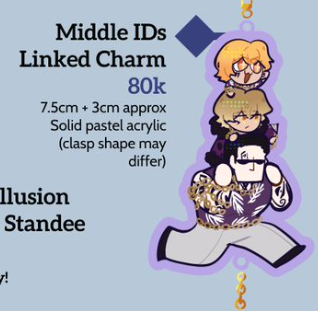 Middle IDs
Linked Charm
80k
7.5cm + 3cm approx
Solid pastel acrylic
(clasp shape may
differ)
llusion
Standee
y!